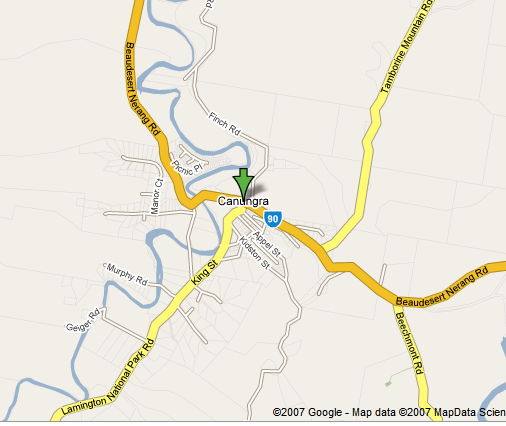 Rd
Tamborine Mountain Rd
Beaudesert Nerang Rd
Finch Rd
Picnic Pl
Manor Ct
Canungra
90
Appel St
Kidston St
King St
Murphy Rd
Geiger Rd
Beaudesert Nerang Rd
Beechmont Rd
Lamington National Park Rd
©2007 Google - Map data ©2007 MapData Scien